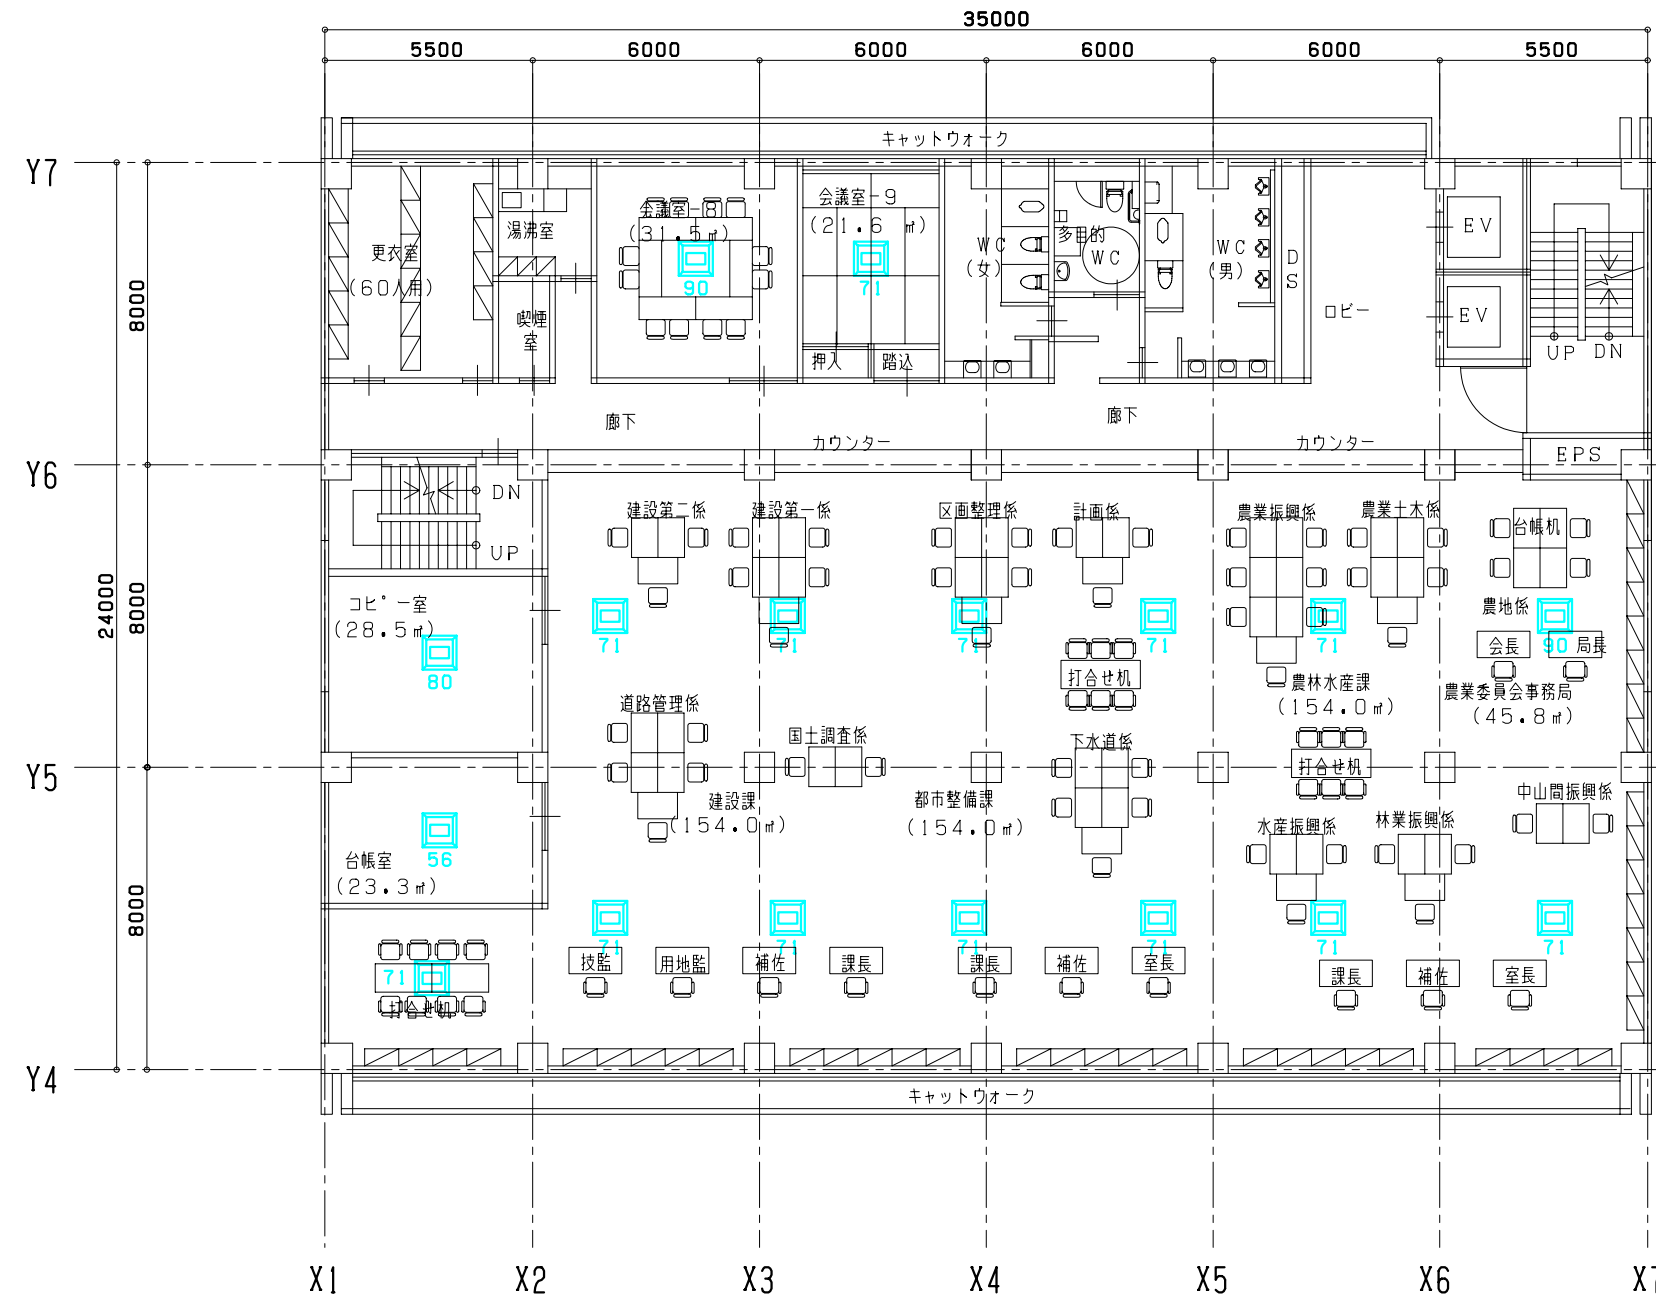 35000
5500
6000
6000
6000
6000
5500
キャットウォーク
Y7
会議室-8
(31.5㎡)
会議室-9
(21.6 ㎡)
湯沸室
更衣室
(60人用)
WC
(女)
多目的
WC
WC
(男)
DS
EV
90
71
8000
喫煙室
ロビー
EV
UP
DN
押入
踏込
廊下
廊下
カウンター
カウンター
EPS
Y6
DN
UP
建設第二係
建設第一係
区画整理係
計画係
農業振興係
農業土木係
台帳机
24000
8000
コピー室
(28.5㎡)
80
71
71
71
71
71
農地係
会長
90
局長
打合せ机
農林水産課
(154.0㎡)
農業委員会事務局
(45.8㎡)
道路管理係
国土調査係
下水道係
打合せ机
Y5
建設課
(154.0㎡)
都市整備課
(154.0㎡)
中山間振興係
水産振興係
林業振興係
台帳室
(23.3㎡)
56
8000
71
71
71
71
71
71
技監
用地監
補佐
課長
課長
補佐
室長
課長
補佐
室長
71
打合せ机
Y4
キャットウォーク
X1
X2
X3
X4
X5
X6
X7